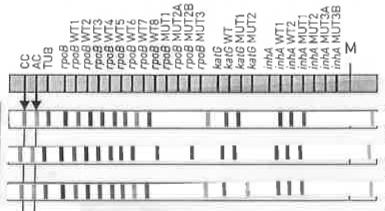 CC
AC
TUB
rpoB
rpoB WT1
rpoB WT2
rpoB WT3
rpoB WT4
rpoB WT5
rpoB WT6
rpoB WT7
rpoB WT8
rpoB MUT1
rpoB MUT2A
rpoB MUT2B
rpoB MUT3
katG
katG WT
katG MUT1
katG MUT2
inhA
inhA WT1
inhA WT2
inhA MUT1
inhA MUT2
inhA MUT3A
inhA MUT3B
M